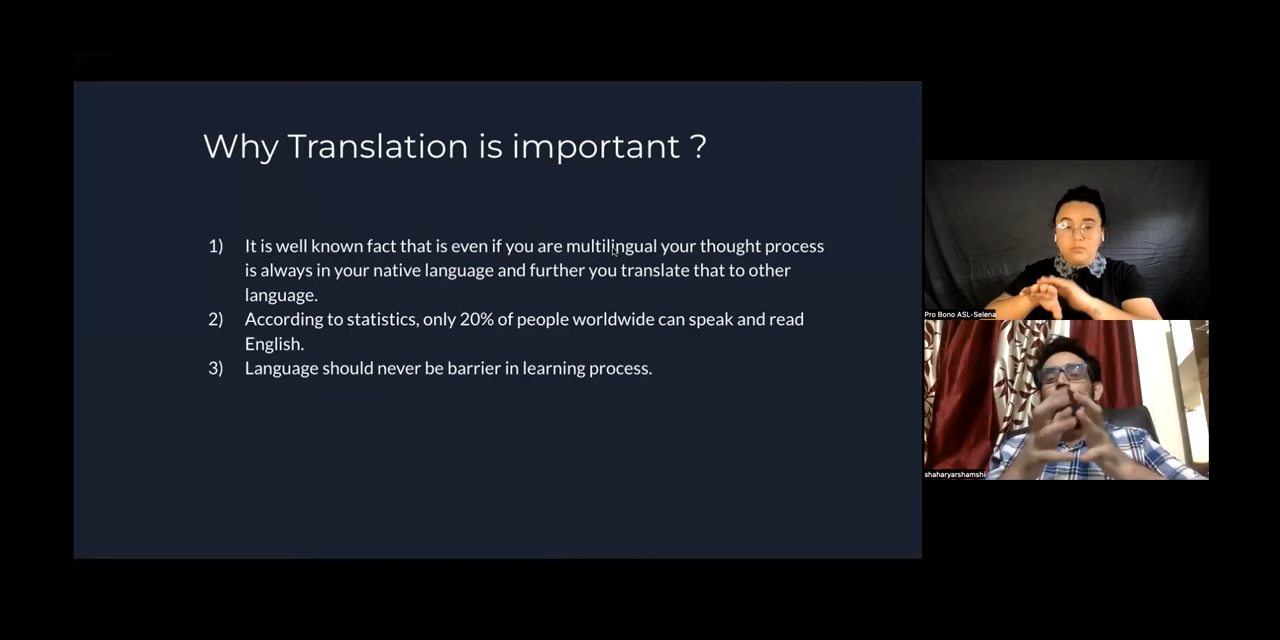 Why Translation is important ?
1) It is well known fact that is even if you are multilingual your thought process
is always in your native language and further you translate that to other
language.
2) According to statistics, only 20% of people worldwide can speak and read
English.
3) Language should never be barrier in learning process.
Pro Bono ASL-Selena
shaharyarshamshi